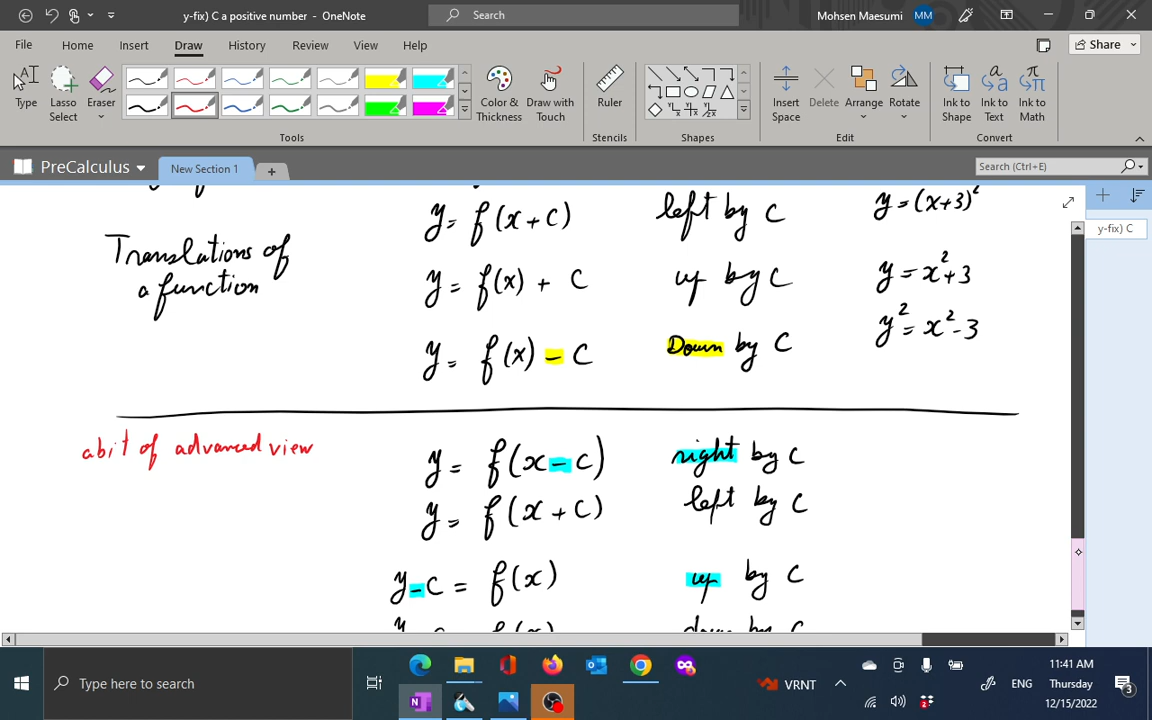 y-fix) C a positive number - OneNote
Search
Mohsen Maesumi
MM
File
Home
Insert
Draw
History
Review
View
Help
Share
Type
Lasso Select
Eraser
Color & Thickness
Draw with Touch
Ruler
Insert Space
Delete
Arrange
Rotate
Ink to Shape
Ink to Text
Ink to Math
Tools
Stencils
Shapes
Edit
Convert
PreCalculus
New Section 1
Search (Ctrl+E)
y-fix) C
y = f(x+c) left by C y = (x+3)²
Translations of
a function
y = f(x) + C up by C y = x²+3
y = f(x) - C Down by C y² = x²-3
a bit of advanced view
y = f(x-c) right by C
y = f(x+c) left by C
y-C = f(x) up by C
Type here to search
VRNT
ENG
11:41 AM
Thursday
12/15/2022
3